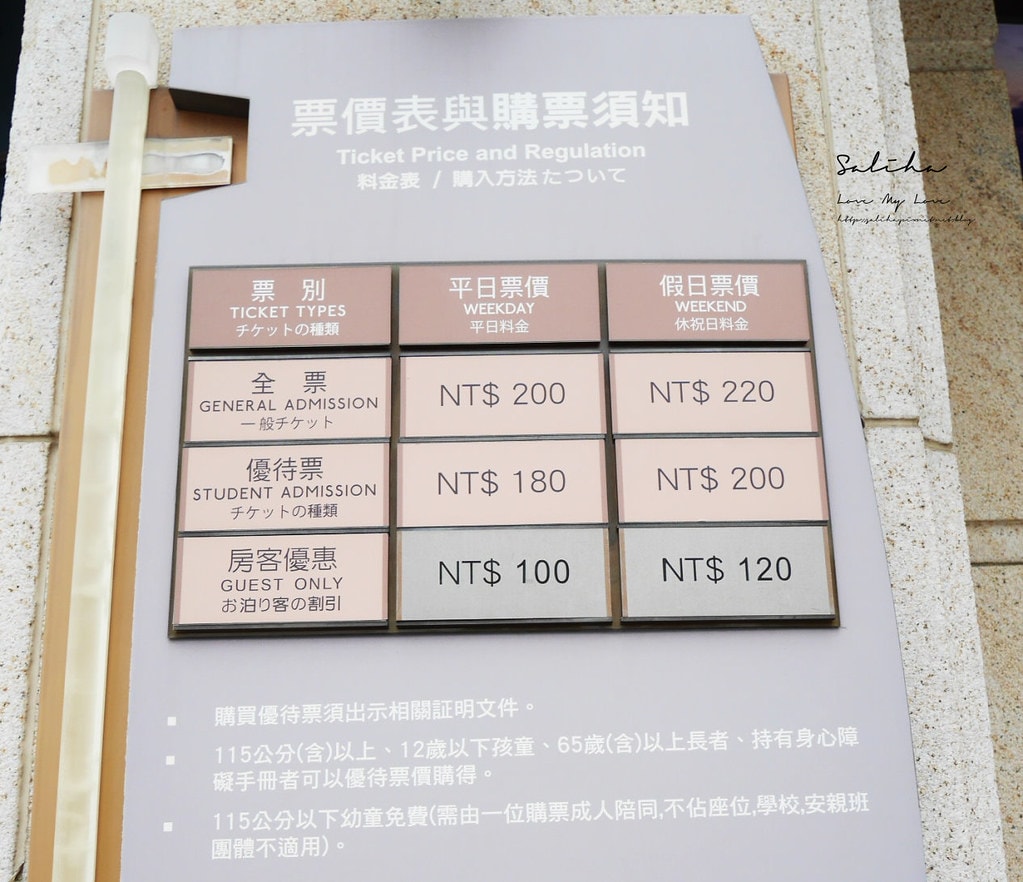 票價表與購票須知
Ticket Price and Regulation
料金表 / 購入方法たついて
Saliha
Love My Love
票 別
TICKET TYPES
チケットの種類
平日票價
WEEKDAY
平日料金
假日票價
WEEKEND
休祝日料金
全 票
GENERAL ADMISSION
一般チケット
NT$ 200
NT$ 220
優待票
STUDENT ADMISSION
チケットの種類
NT$ 180
NT$ 200
房客優惠
GUEST ONLY
お泊り客の割引
NT$ 100
NT$ 120
▪ 購買優待票須出示相關証明文件。
▪ 115公分(含)以上、12歲以下孩童、65歲(含)以上長者、持有身心障
礙手冊者可以優待票價購得。
▪ 115公分以下幼童免費(需由一位購票成人陪同,不佔座位,學校,安親班
團體不適用)。